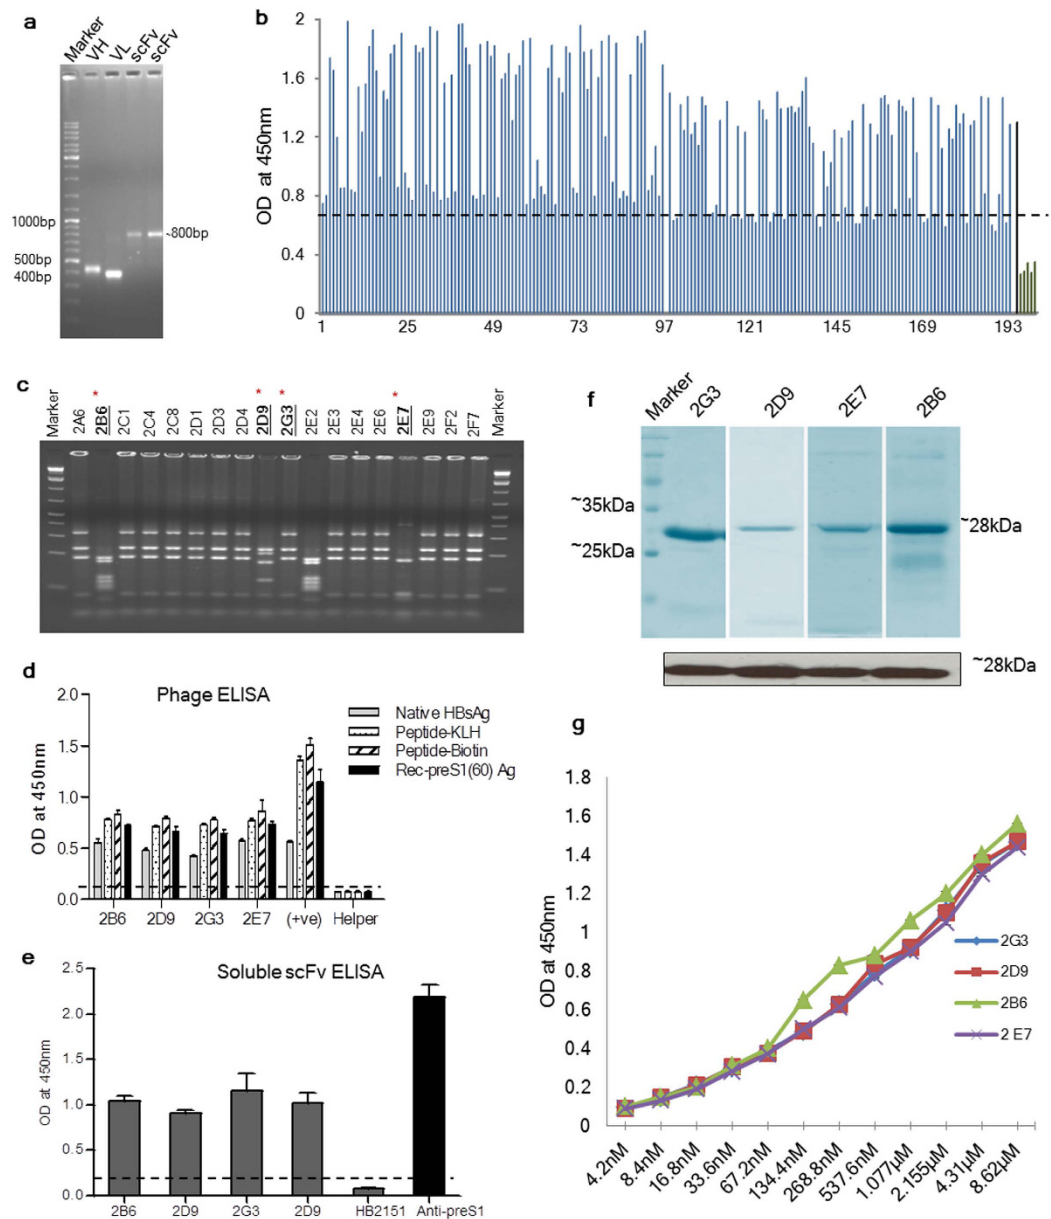 a
Marker
VH
VL
scFv
scFv
1000bp
500bp
400bp
~800bp
b
OD at 450nm
2
1.6
1.2
0.8
0.4
0
1 25 49 73 97 121 145 169 193
c
* * * *
Marker 2A6 2B6 2C1 2C4 2C8 2D1 2D3 2D4 2D9 2G3 2E2 2E3 2E4 2E6 2E7 2E9 2F2 2F7 Marker
d
Phage ELISA
OD at 450nm
2.0
1.5
1.0
0.5
0.0
Native HBsAg
Peptide-KLH
Peptide-Biotin
Rec-preS1(60) Ag
2B6 2D9 2G3 2E7 (+ve) Helper
e
Soluble scFv ELISA
OD at 450nm
2.5
2.0
1.5
1.0
0.5
0.0
2B6 2D9 2G3 2D9 HB2151 Anti-preS1
f
Marker 2G3 2D9 2E7 2B6
~35kDa
~25kDa
~28kDa
~28kDa
g
OD at 450nm
1.8
1.6
1.4
1.2
1
0.8
0.6
0.4
0.2
0
2G3
2D9
2B6
2 E7
4.2nM 8.4nM 16.8nM 33.6nM 67.2nM 134.4nM 268.8nM 537.6nM 1.077µM 2.155µM 4.31µM 8.62µM